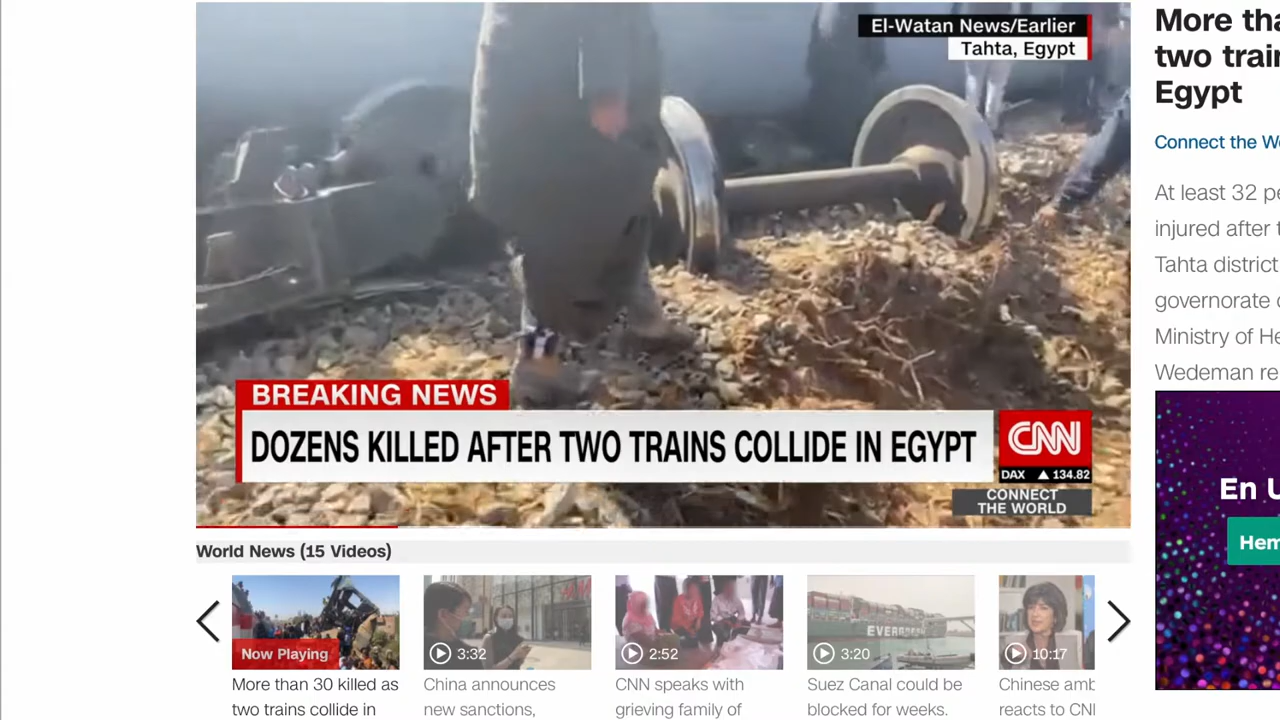 El-Watan News/Earlier
Tahta, Egypt
BREAKING NEWS
DOZENS KILLED AFTER TWO TRAINS COLLIDE IN EGYPT
CNN
DAX ▲ 134.82
CONNECT
THE WORLD
World News (15 Videos)
Now Playing
More than 30 killed as
two trains collide in
3:32
China announces
new sanctions,
2:52
CNN speaks with
grieving family of
EVERGREEN
3:20
Suez Canal could be
blocked for weeks.
10:17
Chinese amb
reacts to CNI
More tha
two train
Egypt
Connect the Wo
At least 32 pe
injured after t
Tahta district
governorate o
Ministry of He
Wedeman re
En U
Hem